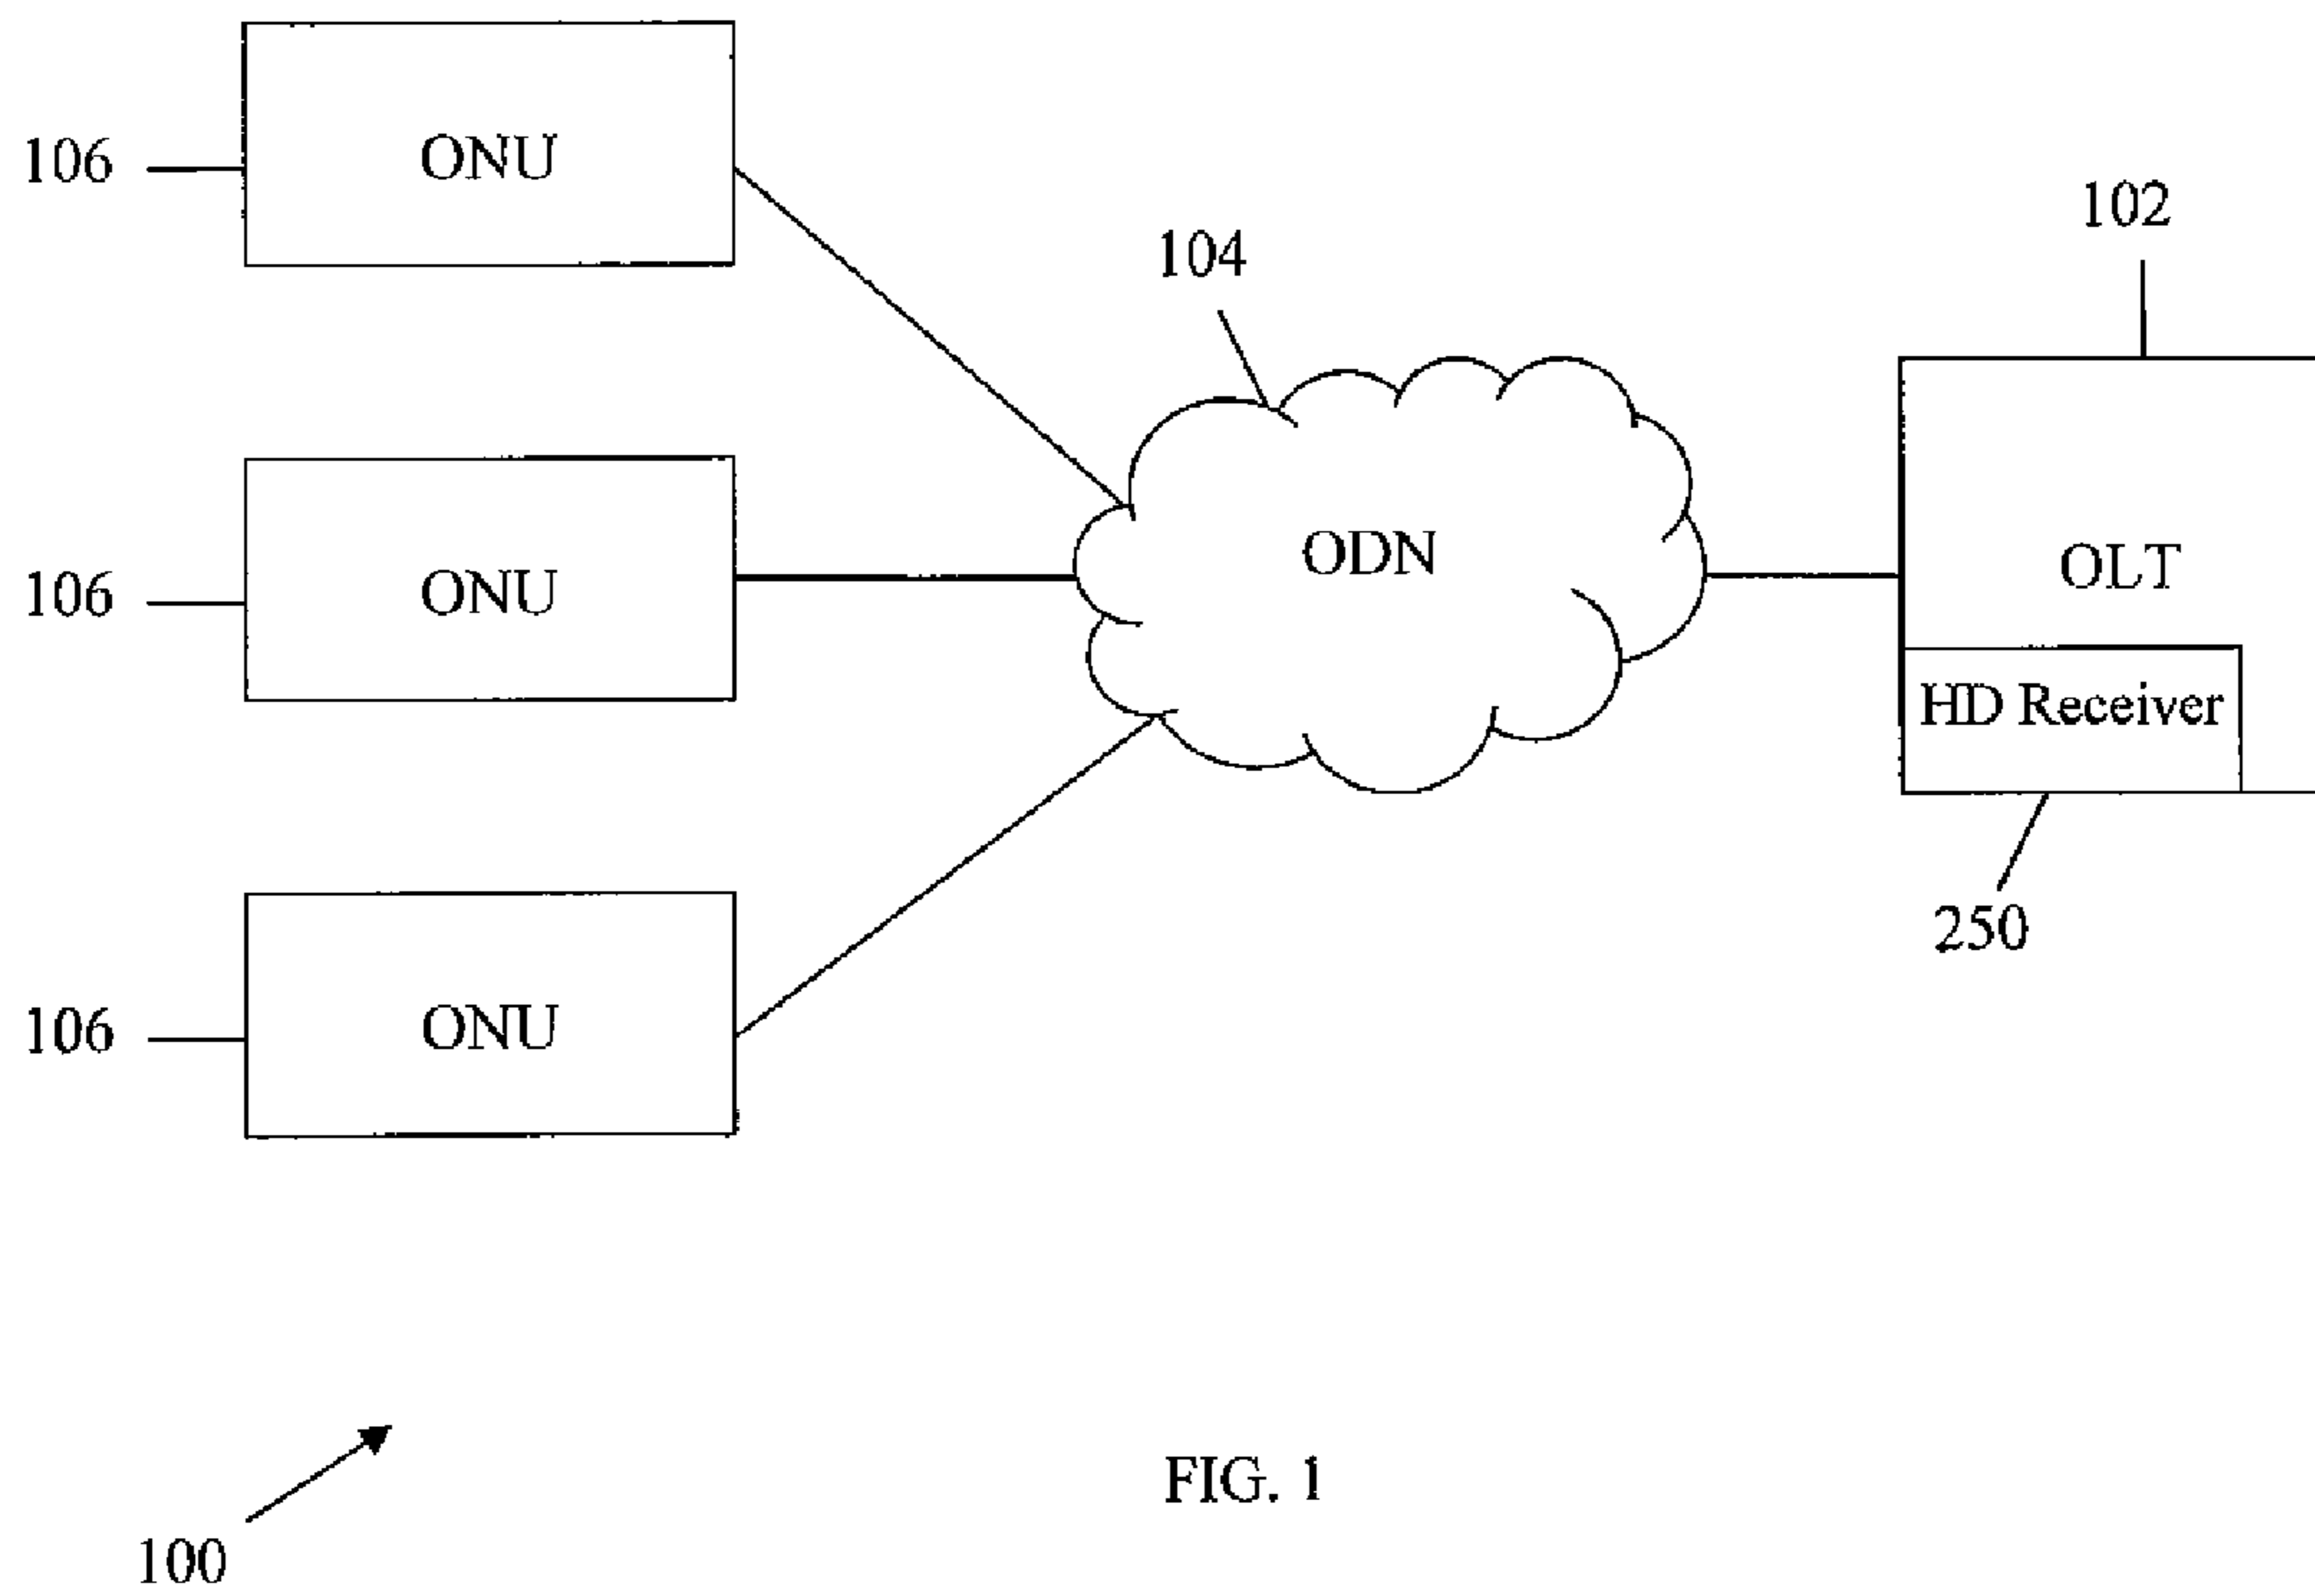 106
ONU
102
104
106
ONU
ODN
OLT
HD Receiver
250
106
ONU
FIG. 1
100